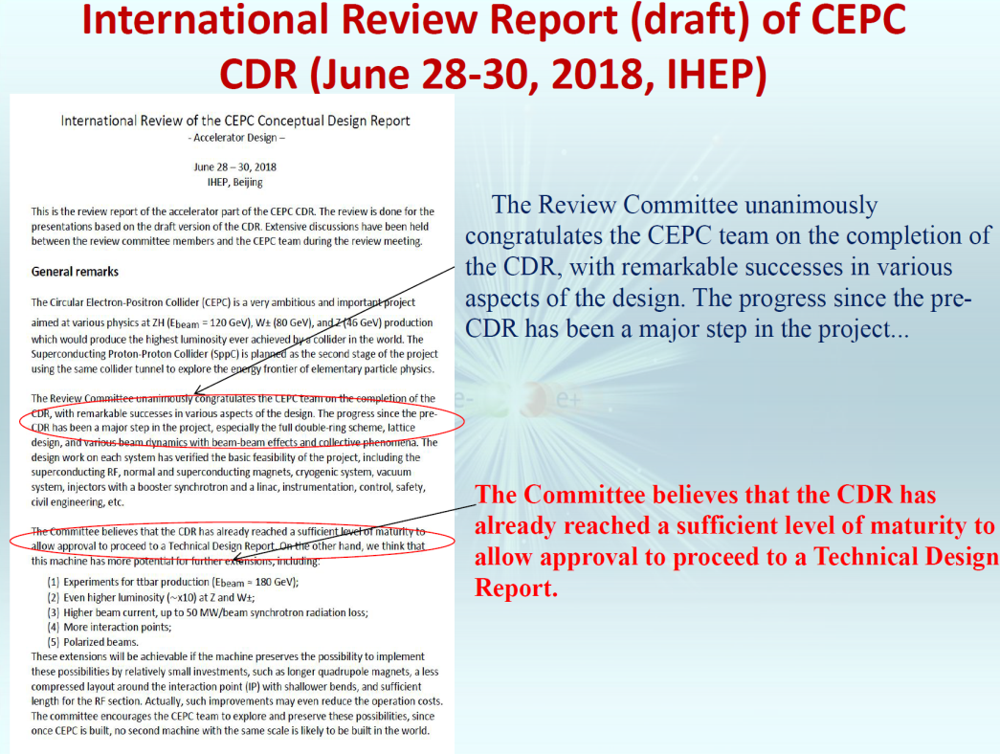 International Review Report (draft) of CEPC
CDR (June 28-30, 2018, IHEP)
International Review of the CEPC Conceptual Design Report
- Accelerator Design –
June 28 – 30, 2018
IHEP, Beijing
This is the review report of the accelerator part of the CEPC CDR. The review is done for the
presentations based on the draft version of the CDR. Extensive discussions have been held
between the review committee members and the CEPC team during the review meeting.
General remarks
The Circular Electron-Positron Collider (CEPC) is a very ambitious and important project
aimed at various physics at ZH (Ebeam = 120 GeV), W± (80 GeV), and Z (46 GeV) production
which would produce the highest luminosity ever achieved by a collider in the world. The
Superconducting Proton-Proton Collider (SppC) is planned as the second stage of the project
using the same collider tunnel to explore the energy frontier of elementary particle physics.
The Review Committee unanimously congratulates the CEPC team on the completion of the
CDR, with remarkable successes in various aspects of the design. The progress since the pre-
CDR has been a major step in the project, especially the full double-ring scheme, lattice
design, and various beam dynamics with beam-beam effects and collective phenomena. The
design work on each system has verified the basic feasibility of the project, including the
superconducting RF, normal and superconducting magnets, cryogenic system, vacuum
system, injectors with a booster synchrotron and a linac, instrumentation, control, safety,
civil engineering, etc.
The Committee believes that the CDR has already reached a sufficient level of maturity to
allow approval to proceed to a Technical Design Report. On the other hand, we think that
this machine has more potential for further extensions, including:
(1) Experiments for ttbar production (Ebeam ≈ 180 GeV);
(2) Even higher luminosity (~x10) at Z and W±;
(3) Higher beam current, up to 50 MW/beam synchrotron radiation loss;
(4) More interaction points;
(5) Polarized beams.
These extensions will be achievable if the machine preserves the possibility to implement
these possibilities by relatively small investments, such as longer quadrupole magnets, a less
compressed layout around the interaction point (IP) with shallower bends, and sufficient
length for the RF section. Actually, such improvements may even reduce the operation costs.
The committee encourages the CEPC team to explore and preserve these possibilities, since
once CEPC is built, no second machine with the same scale is likely to be built in the world.
The Review Committee unanimously
congratulates the CEPC team on the completion of
the CDR, with remarkable successes in various
aspects of the design. The progress since the pre-
CDR has been a major step in the project...
e- e+
The Committee believes that the CDR has
already reached a sufficient level of maturity to
allow approval to proceed to a Technical Design
Report.